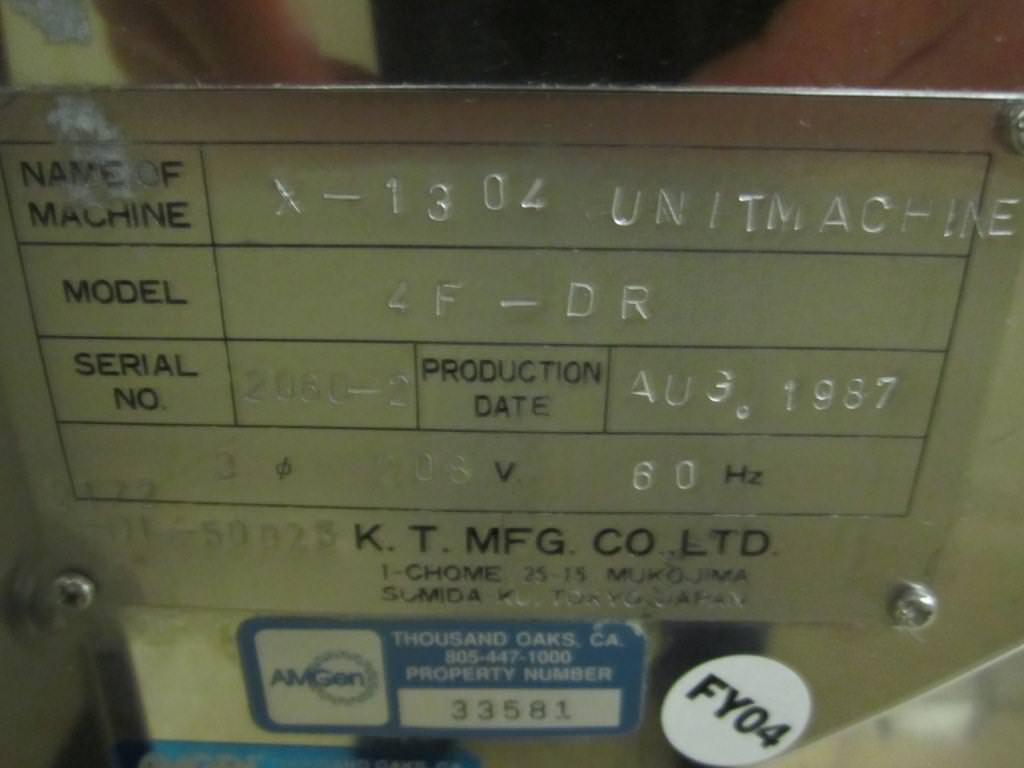 NAME OF
MACHINE
X-1304 UNITMACHINE
MODEL
4F-DR
SERIAL
NO.
PRODUCTION
DATE
AUG. 1987
3 ø V. 60 Hz
K. T. MFG. CO., LTD.
1-CHOME 25-15 MUKOJIMA
SUMIDA-KU, TOKYO, JAPAN
AMGen
THOUSAND OAKS, CA.
805-447-1000
PROPERTY NUMBER
33581
FY04